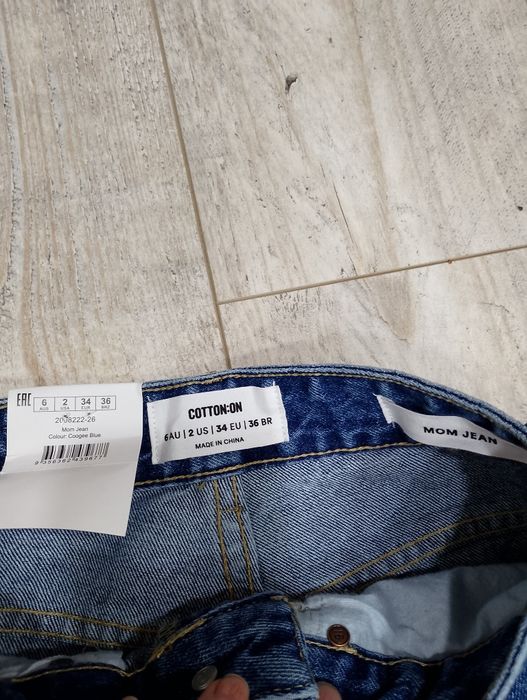 EAC 6 2 34 36
AUS USA EUR BRZ
2008222-26
Mom Jean
Colour: Coogee Blue
COTTON:ON
6AU | 2 US | 34 EU | 36 BR
MADE IN CHINA
MOM JEAN